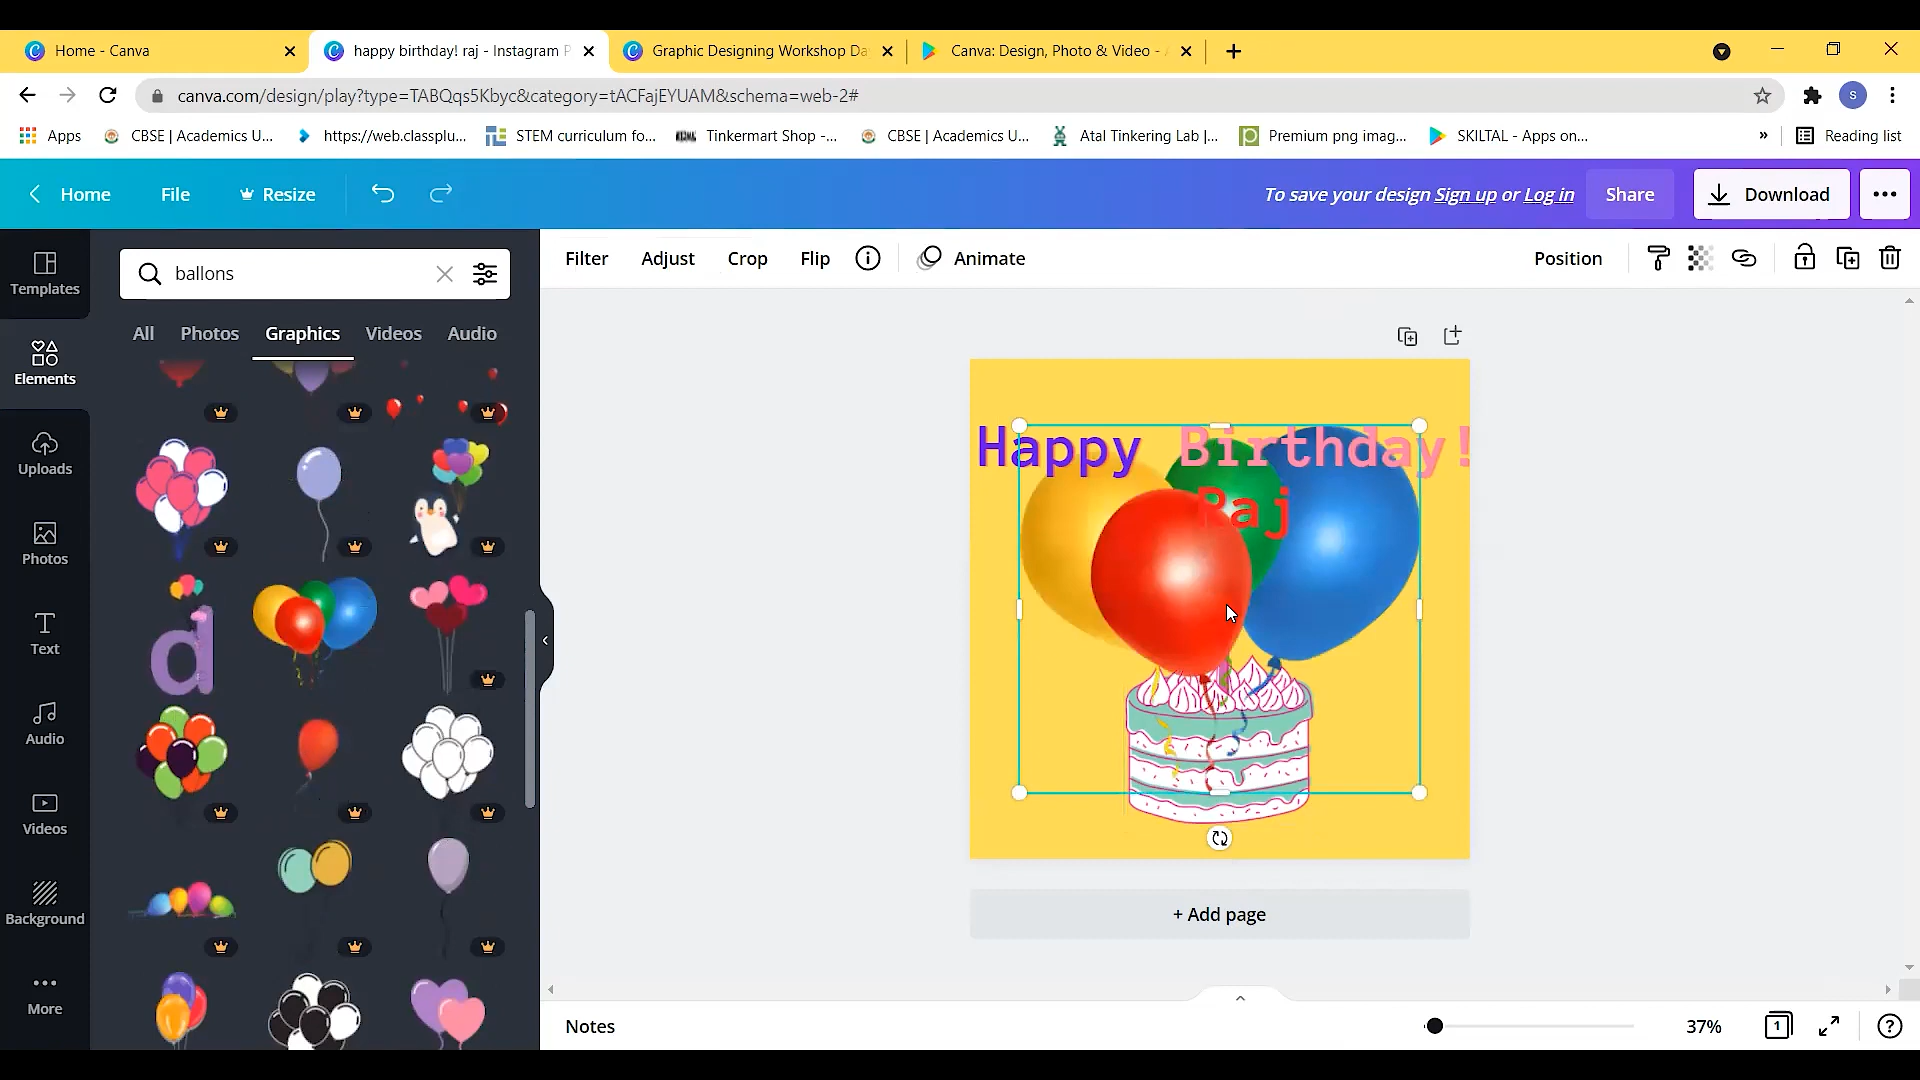 Home - Canva
happy birthday! raj - Instagram P
Graphic Designing Workshop Da
Canva: Design, Photo & Video -
canva.com/design/play?type=TABQqs5Kbyc&category=tACFajEYUAM&schema=web-2#
S
Apps
CBSE | Academics U...
https://web.classplu...
STEM curriculum fo...
Tinkermart Shop -...
CBSE | Academics U...
Atal Tinkering Lab |...
Premium png imag...
SKILTAL - Apps on...
»
Reading list
Home
File
Resize
To save your design Sign up or Log in
Share
Download
Templates
Elements
Uploads
Photos
Text
Audio
Videos
Background
More
ballons
All
Photos
Graphics
Videos
Audio
d
Filter
Adjust
Crop
Flip
Animate
Position
Happy Birthday!
Raj
+ Add page
Notes
37%
1